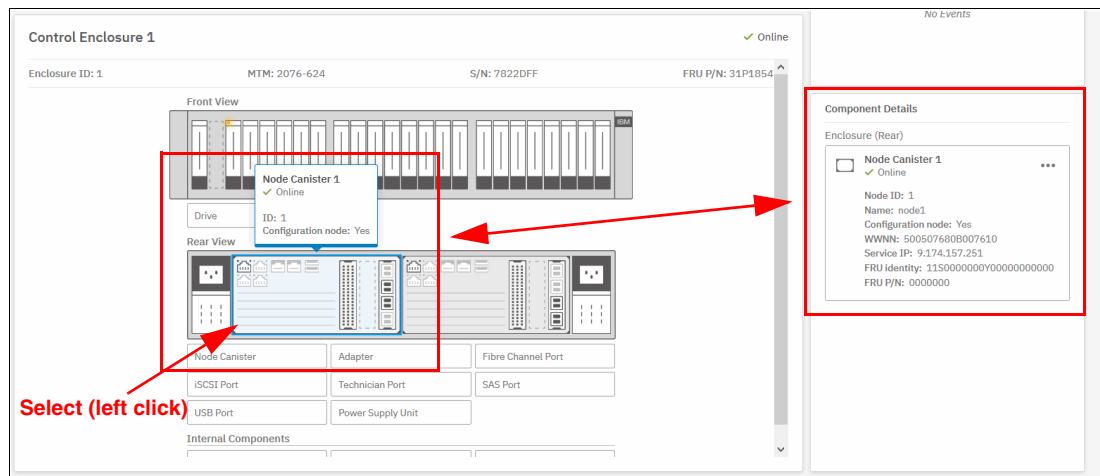 No Events
Control Enclosure 1
Online
Enclosure ID: 1
MTM: 2076-624
S/N: 7822DFF
FRU P/N: 31P1854
Front View
IBM
Node Canister 1
Online
ID: 1
Configuration node: Yes
Drive
Rear View
Node Canister
Adapter
Fibre Channel Port
iSCSI Port
Technician Port
SAS Port
USB Port
Power Supply Unit
Internal Components
Select (left click)
Component Details
Enclosure (Rear)
Node Canister 1
Online
Node ID: 1
Name: node1
Configuration node: Yes
WWNN: 500507680B007610
Service IP: 9.174.157.251
FRU identity: 11S0000000Y00000000000
FRU P/N: 0000000